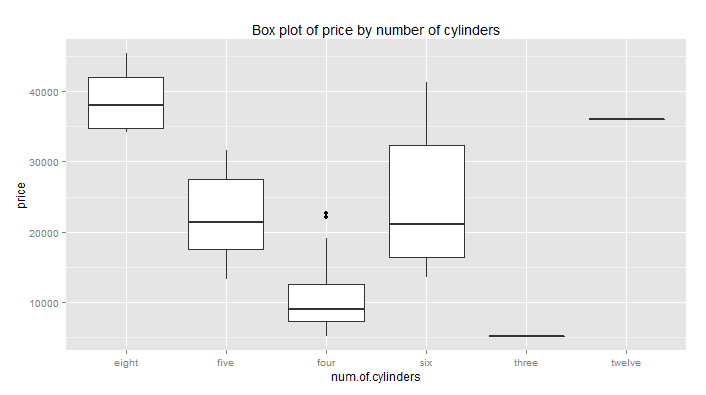 Box plot of price by number of cylinders
price
40000
30000
20000
10000
eight five four six three twelve
num.of.cylinders